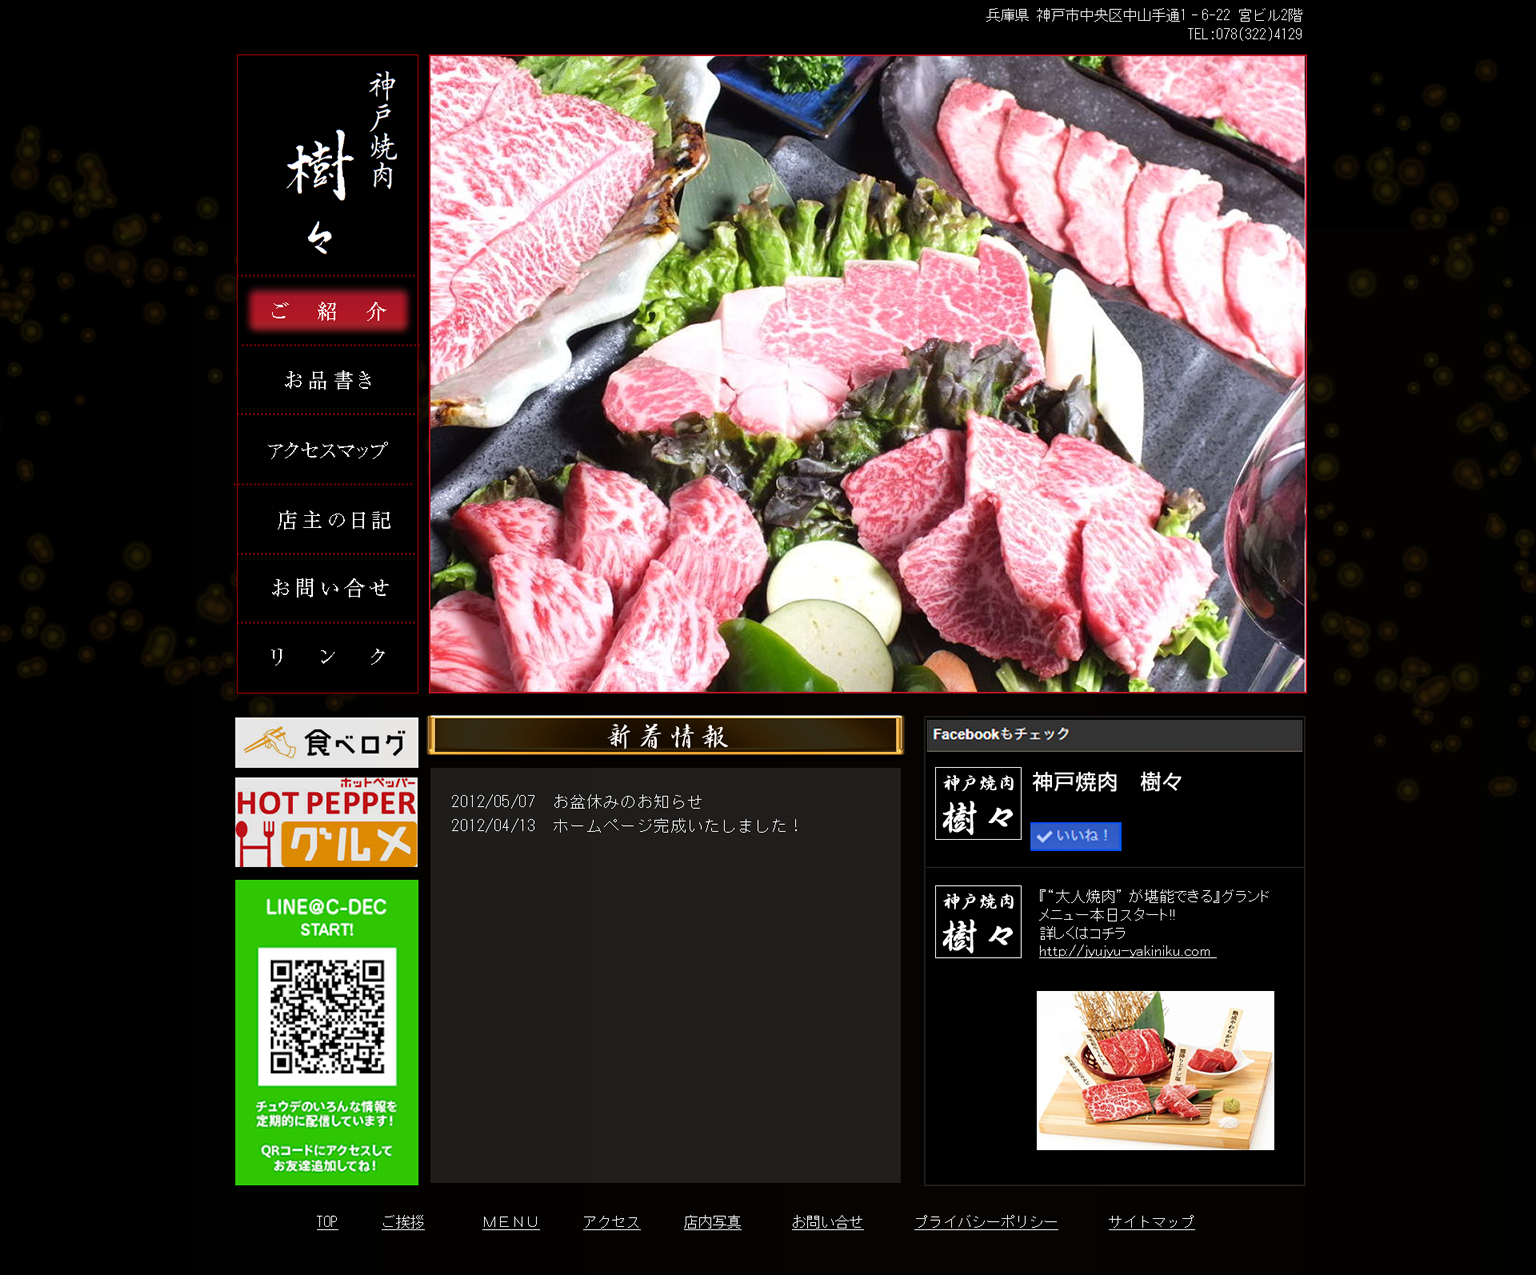 兵庫県 神戸市中央区中山手通1-6-22 宮ビル2階
TEL:078(322)4129
神戸焼肉
樹々
ご紹介
お品書き
アクセスマップ
店主の日記
お問い合せ
リンク
食べログ
ホットペッパー
HOT PEPPER
グルメ
LINE@C-DEC
START!
チュウデのいろんな情報を
定期的に配信しています!
QRコードにアクセスして
お友達追加してね!
新着情報
2012/05/07 お盆休みのお知らせ
2012/04/13 ホームページ完成いたしました！
Facebookもチェック
神戸焼肉
樹々
神戸焼肉 樹々
いいね！
神戸焼肉
樹々
『“大人焼肉” が堪能できる』グランド
メニュー本日スタート!!
詳しくはコチラ
http://jyujyu-yakiniku.com
TOP ご挨拶 ＭＥＮＵ アクセス 店内写真 お問い合せ プライバシーポリシー サイトマップ